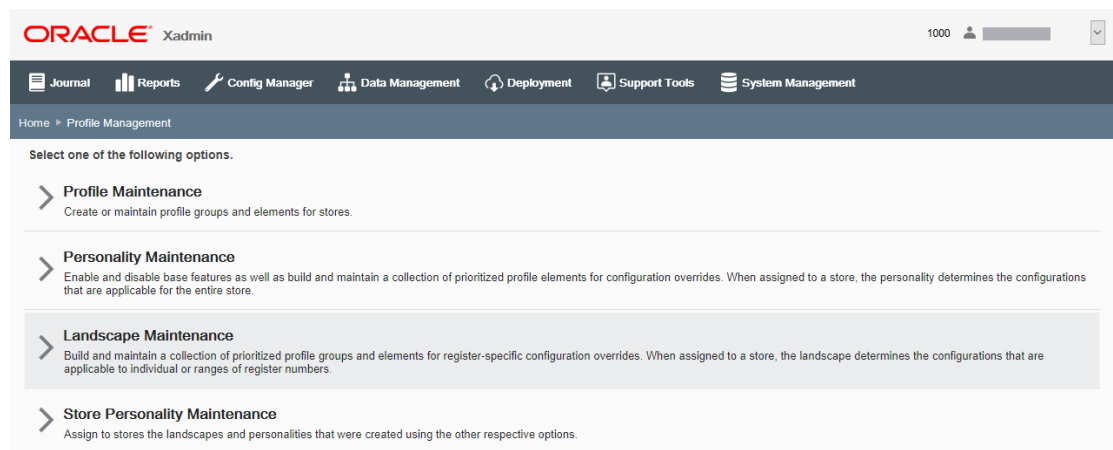 ORACLE® Xadmin
1000
Journal Reports Config Manager Data Management Deployment Support Tools System Management
Home Profile Management
Select one of the following options.
Profile Maintenance
Create or maintain profile groups and elements for stores.
Personality Maintenance
Enable and disable base features as well as build and maintain a collection of prioritized profile elements for configuration overrides. When assigned to a store, the personality determines the configurations
that are applicable for the entire store.
Landscape Maintenance
Build and maintain a collection of prioritized profile groups and elements for register-specific configuration overrides. When assigned to a store, the landscape determines the configurations that are
applicable to individual or ranges of register numbers.
Store Personality Maintenance
Assign to stores the landscapes and personalities that were created using the other respective options.